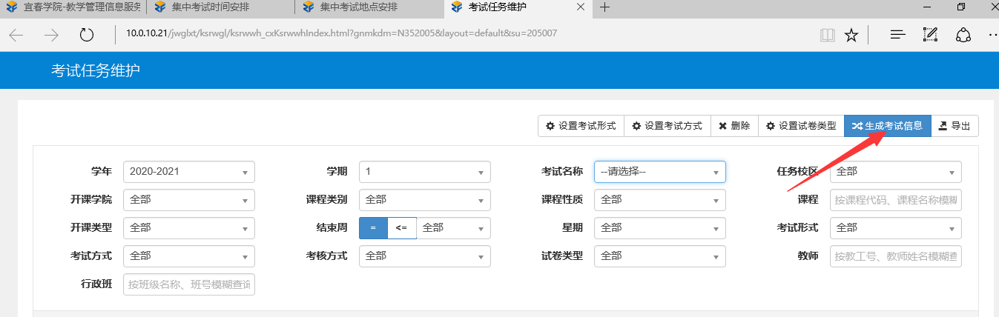 宜春学院-教学管理信息服务
集中考试时间安排
集中考试地点安排
考试任务维护
10.0.10.21/jwglxt/ksrwgl/ksrwwh_cxKsrwwhIndex.html?gnmkdm=N352005&layout=default&su=205007
考试任务维护
设置考试形式 设置考试方式 删除 设置试卷类型 生成考试信息 导出
学年 2020-2021 学期 1 考试名称 --请选择-- 任务校区 全部
开课学院 全部 课程类别 全部 课程性质 全部 课程 按课程代码、课程名称模糊
开课类型 全部 结束周 = <= 全部 星期 全部 考试形式 全部
考试方式 全部 考核方式 全部 试卷类型 全部 教师 按教工号、教师姓名模糊查
行政班 按班级名称、班号模糊查询